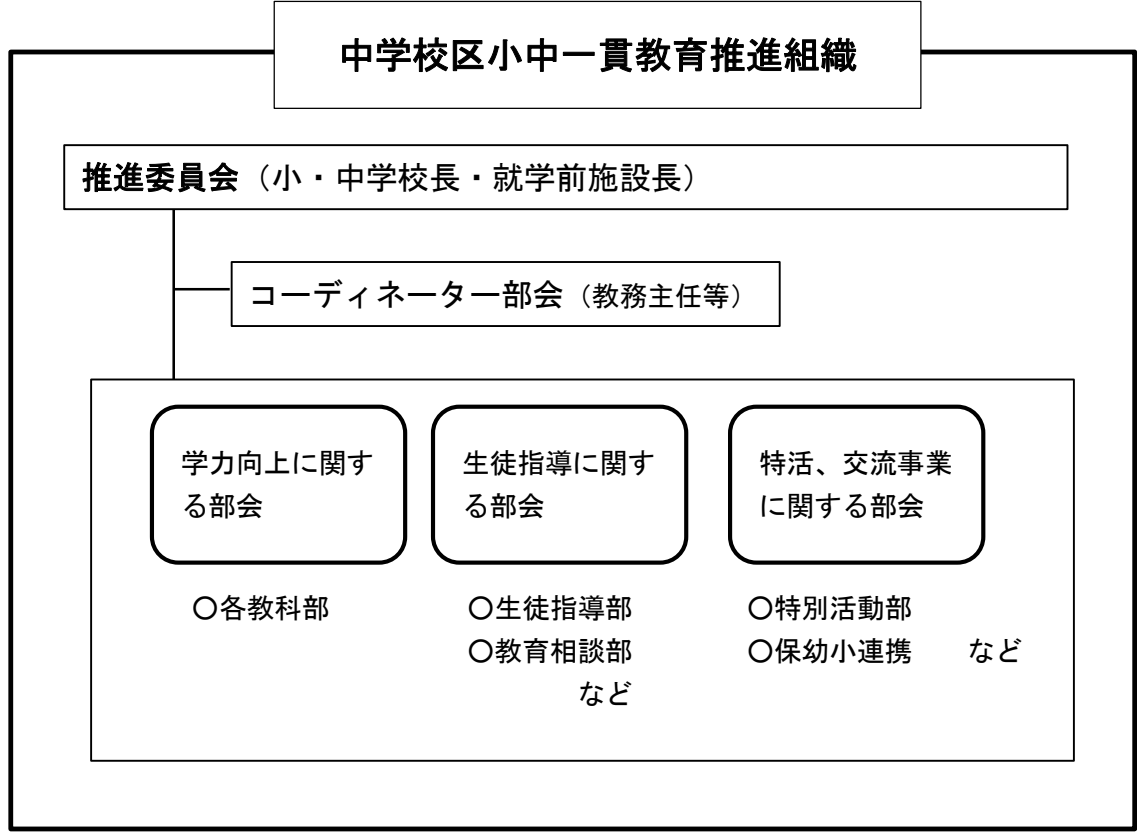 中学校区小中一貫教育推進組織
推進委員会（小・中学校長・就学前施設長）
コーディネーター部会（教務主任等）
学力向上に関す
る部会
生徒指導に関す
る部会
特活、交流事業
に関する部会
○各教科部
○生徒指導部
○教育相談部
など
○特別活動部
○保幼小連携　　など